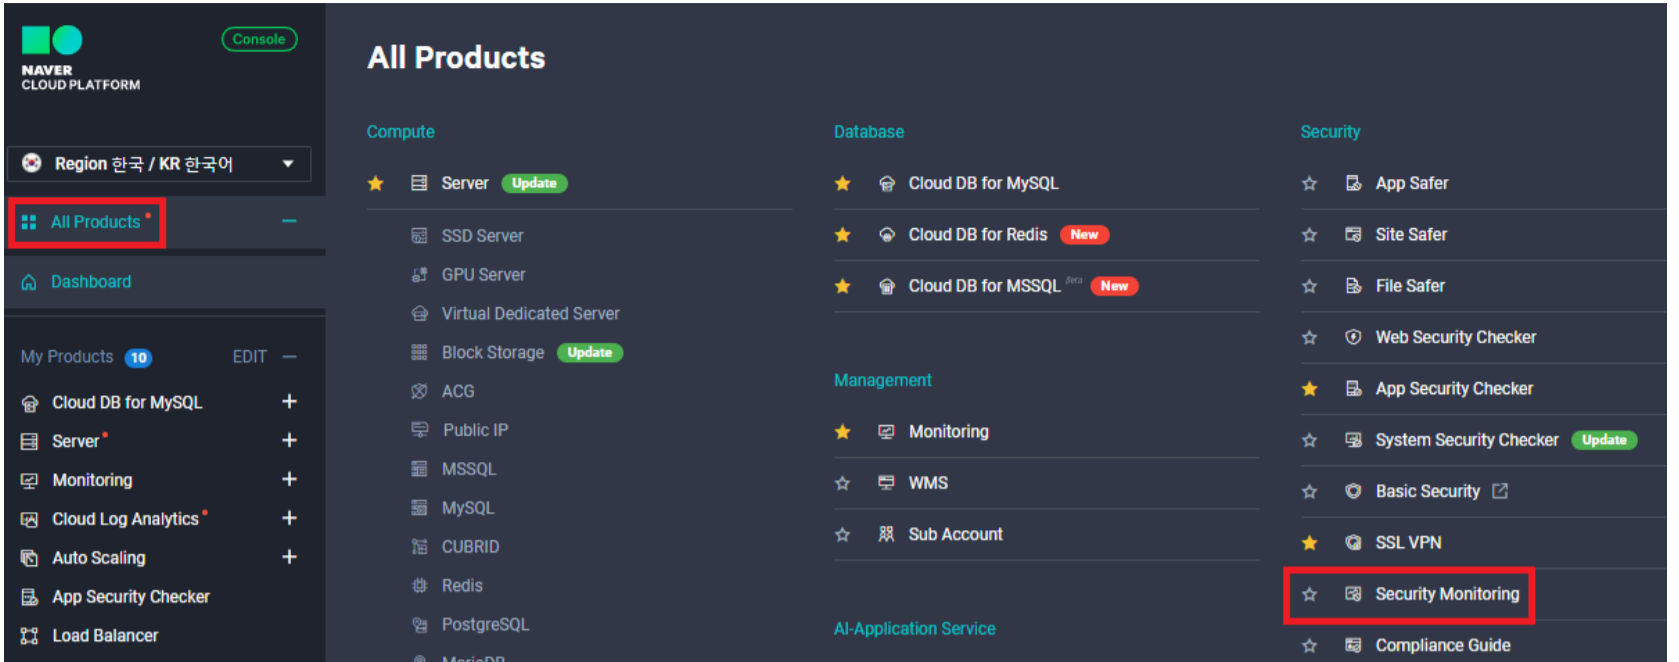 NAVER
CLOUD PLATFORM
Console
Region 한국 / KR 한국어
All Products
Dashboard
My Products 10 EDIT
Cloud DB for MySQL
Server
Monitoring
Cloud Log Analytics
Auto Scaling
App Security Checker
Load Balancer
All Products
Compute
Server Update
SSD Server
GPU Server
Virtual Dedicated Server
Block Storage Update
ACG
Public IP
MSSQL
MySQL
CUBRID
Redis
PostgreSQL
MariaDB
Database
Cloud DB for MySQL
Cloud DB for Redis New
Cloud DB for MSSQL Beta New
Management
Monitoring
WMS
Sub Account
AI-Application Service
Security
App Safer
Site Safer
File Safer
Web Security Checker
App Security Checker
System Security Checker Update
Basic Security
SSL VPN
Security Monitoring
Compliance Guide